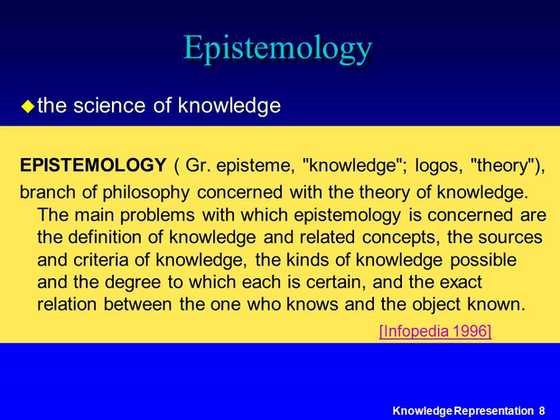 Epistemology
◆the science of knowledge
EPISTEMOLOGY ( Gr. episteme, "knowledge"; logos, "theory"),
branch of philosophy concerned with the theory of knowledge.
The main problems with which epistemology is concerned are
the definition of knowledge and related concepts, the sources
and criteria of knowledge, the kinds of knowledge possible
and the degree to which each is certain, and the exact
relation between the one who knows and the object known.
[Infopedia 1996]
Knowledge Representation 8